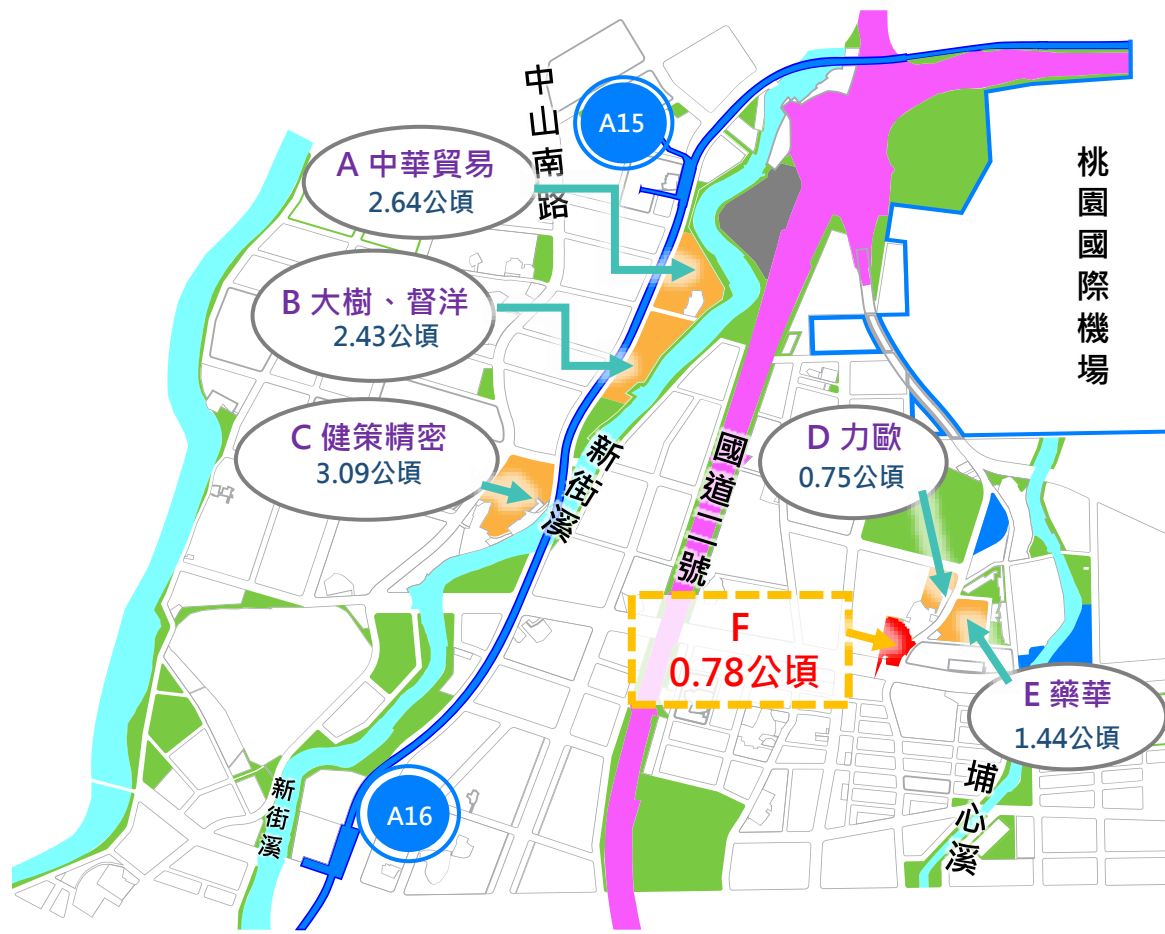 中山南路
A15
A 中華貿易
2.64公頃
桃園國際機場
B 大樹、督洋
2.43公頃
C 健策精密
3.09公頃
新街溪
國道二號
D 力歐
0.75公頃
F
0.78公頃
E 藥華
1.44公頃
埔心溪
新街溪
A16